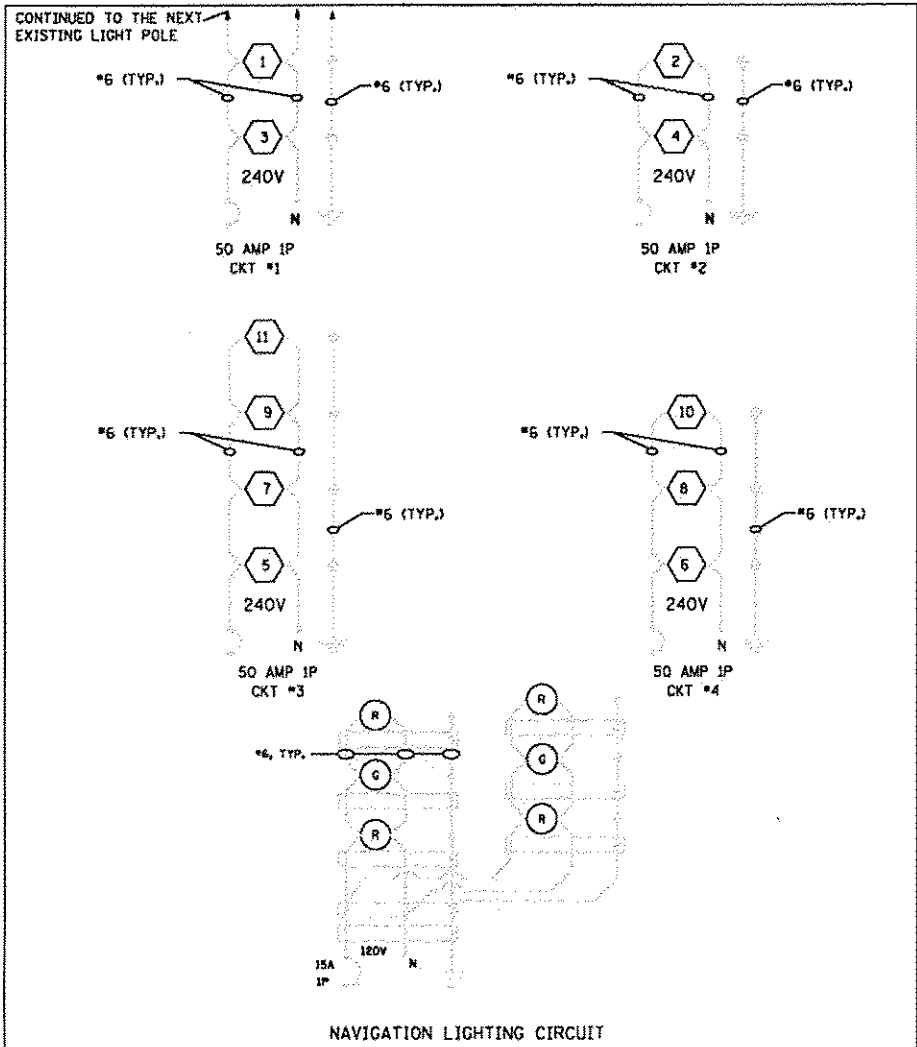 CONTINUED TO THE NEXT
EXISTING LIGHT POLE
1
2
*6 (TYP.)
*6 (TYP.)
*6 (TYP.)
*6 (TYP.)
3
4
240V
240V
N
N
50 AMP 1P
CKT *1
50 AMP 1P
CKT *2
11
9
10
*6 (TYP.)
*6 (TYP.)
7
8
*6 (TYP.)
*6 (TYP.)
5
6
240V
240V
N
N
50 AMP 1P
CKT *3
50 AMP 1P
CKT *4
R
R
*6, TYP.
G
G
R
R
120V
15A
1P
N
NAVIGATION LIGHTING CIRCUIT